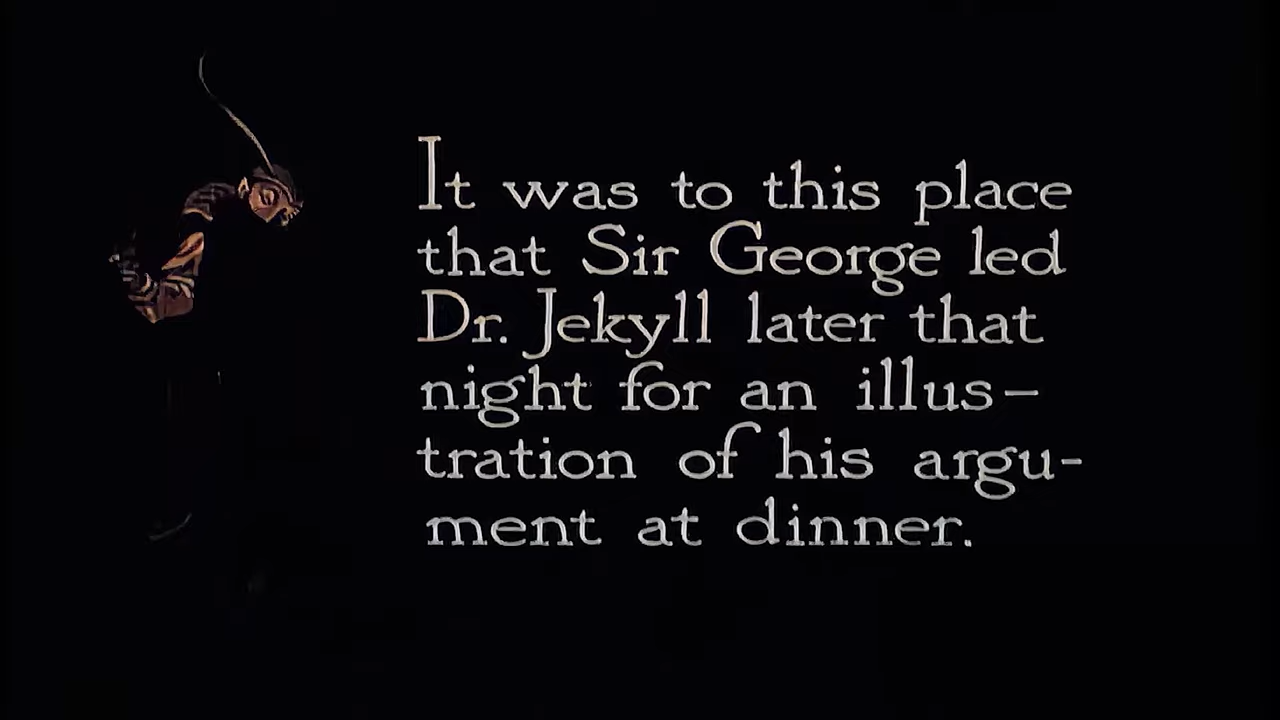 It was to this place
that Sir George led
Dr. Jekyll later that
night for an illus-
tration of his argu-
ment at dinner.